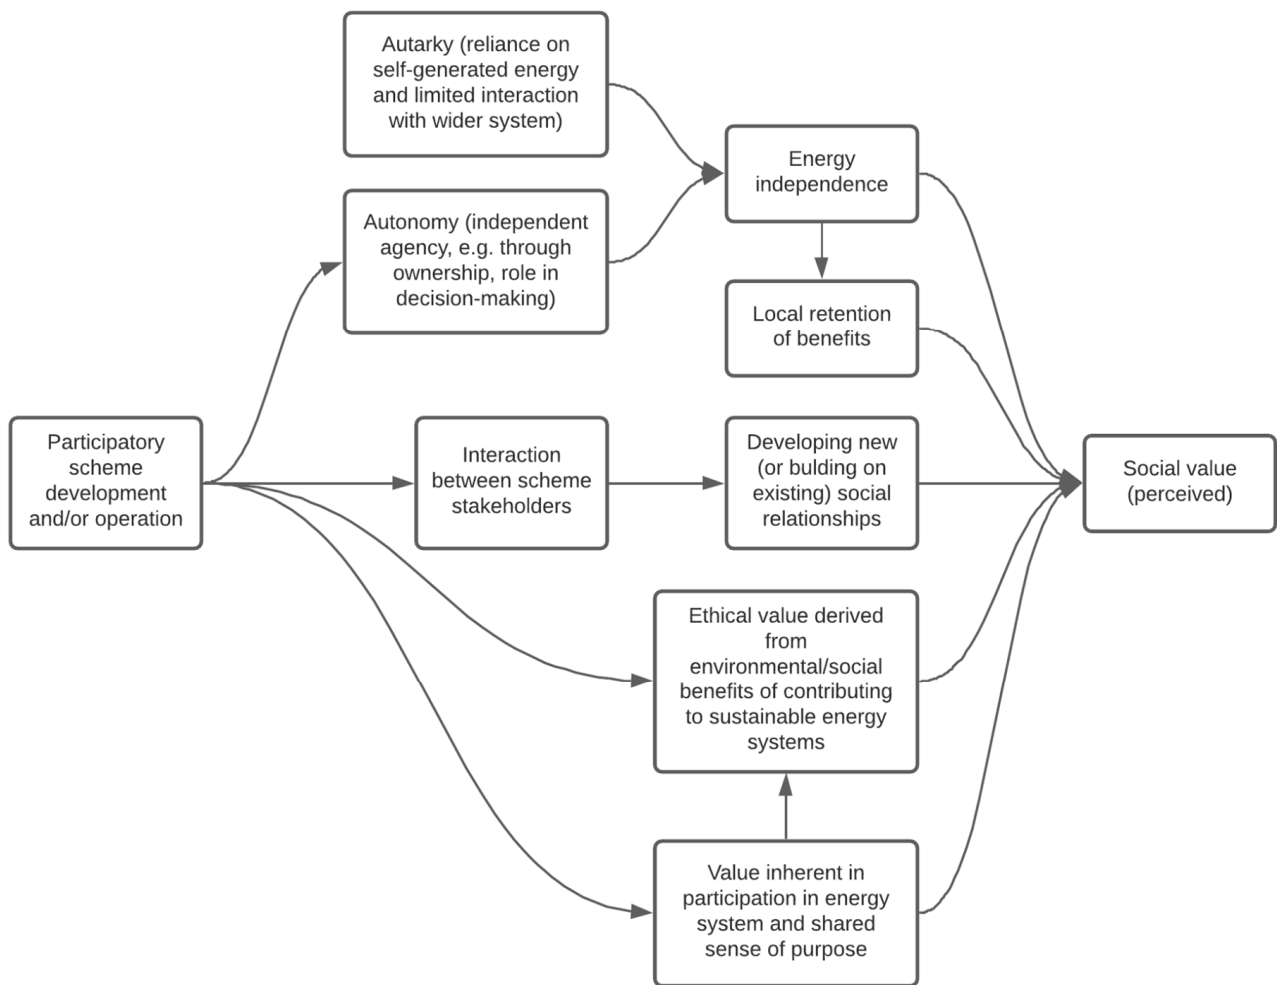 Autarky (reliance on
self-generated energy
and limited interaction
with wider system)
Energy
independence
Autonomy (independent
agency, e.g. through
ownership, role in
decision-making)
Local retention
of benefits
Participatory
scheme
development
and/or operation
Interaction
between scheme
stakeholders
Developing new
(or bulding on
existing) social
relationships
Social value
(perceived)
Ethical value derived
from
environmental/social
benefits of contributing
to sustainable energy
systems
Value inherent in
participation in energy
system and shared
sense of purpose